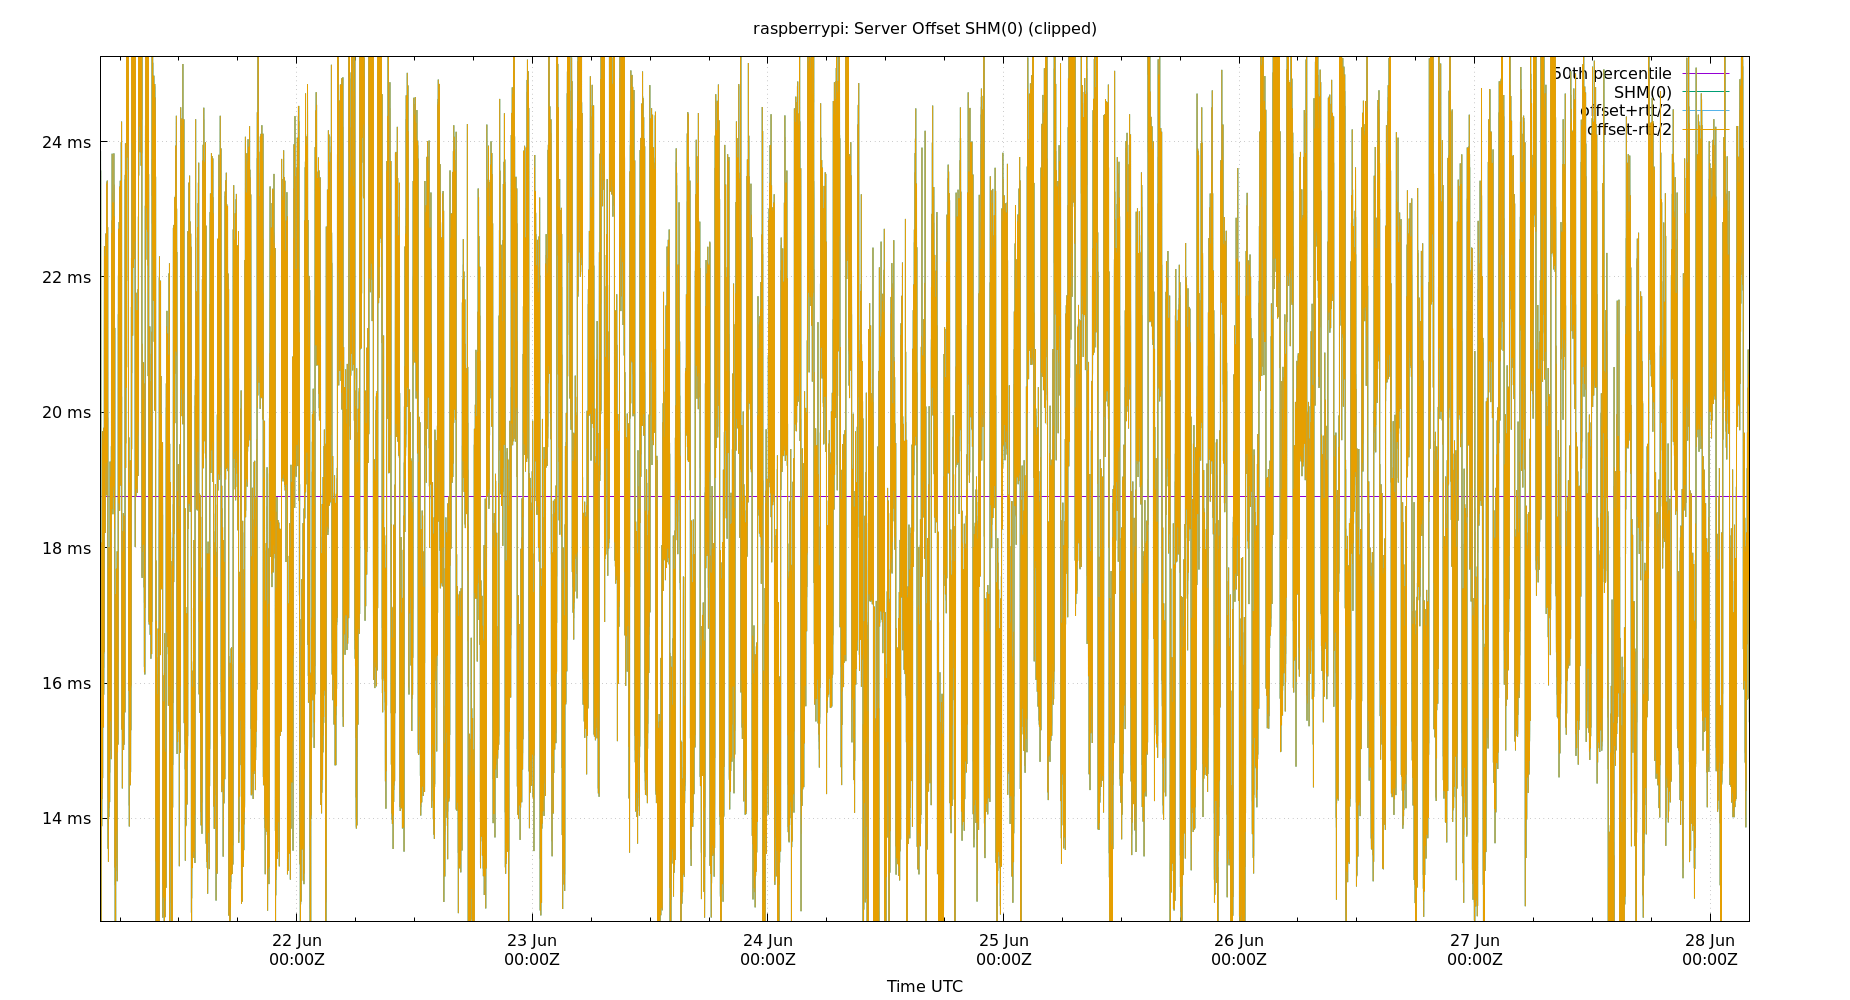 raspberrypi: Server Offset SHM(0) (clipped)
50th percentile
SHM(0)
offset+rtt/2
offset-rtt/2
24 ms
22 ms
20 ms
18 ms
16 ms
14 ms
22 Jun 23 Jun 24 Jun 25 Jun 26 Jun 27 Jun 28 Jun
00:00Z 00:00Z 00:00Z 00:00Z 00:00Z 00:00Z 00:00Z
Time UTC